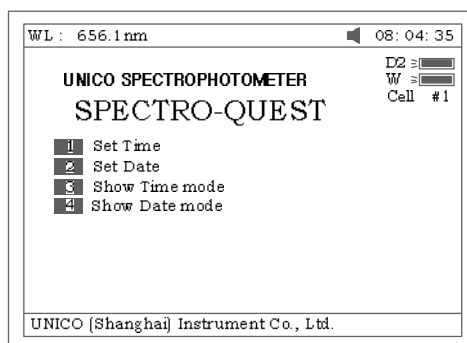 WL: 656.1nm 08:04:35
D2
UNICO SPECTROPHOTOMETER W
SPECTRO-QUEST Cell #1
1 Set Time
2 Set Date
3 Show Time mode
4 Show Date mode
UNICO (Shanghai) Instrument Co., Ltd.